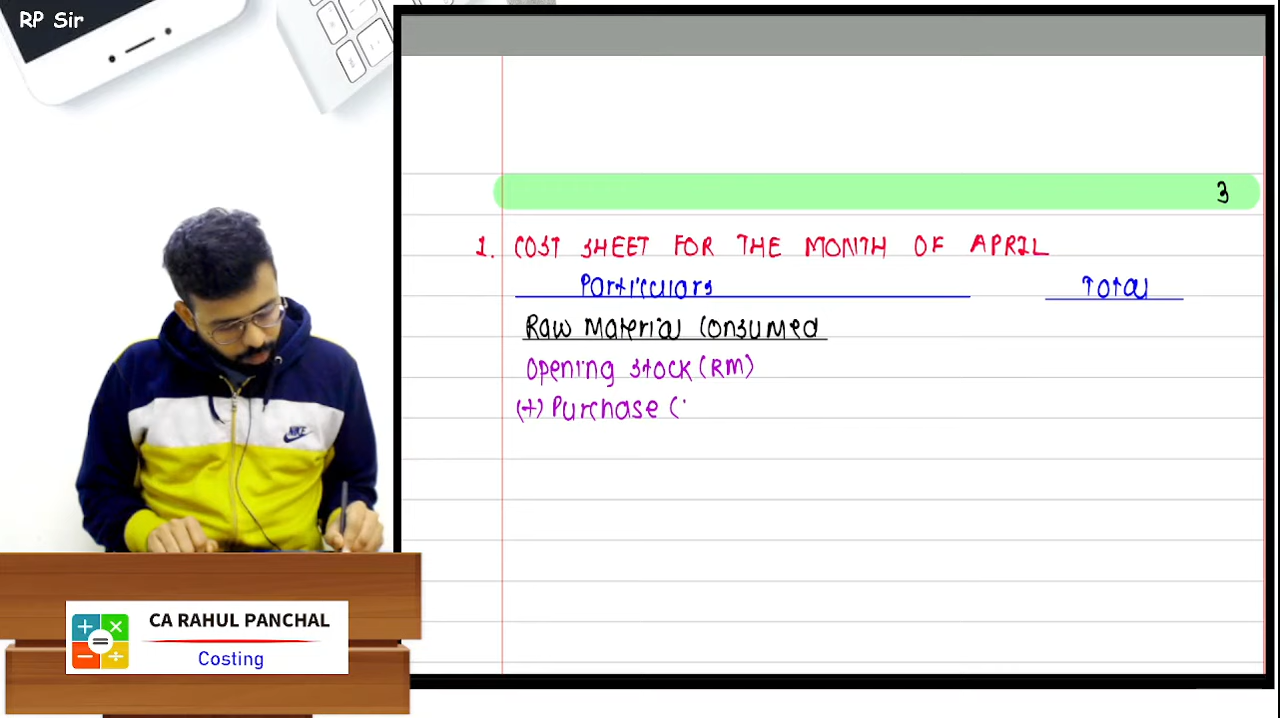 RP Sir
3
1. COST SHEET FOR THE MONTH OF APRIL
Particulars Total
Raw Material Consumed
Opening Stock (RM)
(+) Purchase (
NIKE
CA RAHUL PANCHAL
Costing